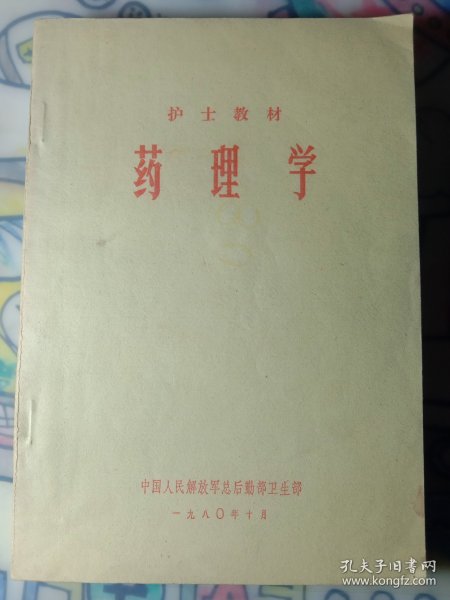 护士教材
药理学
中国人民解放军总后勤部卫生部
一九八〇年十月
孔夫子旧书网
www.kongfz.com